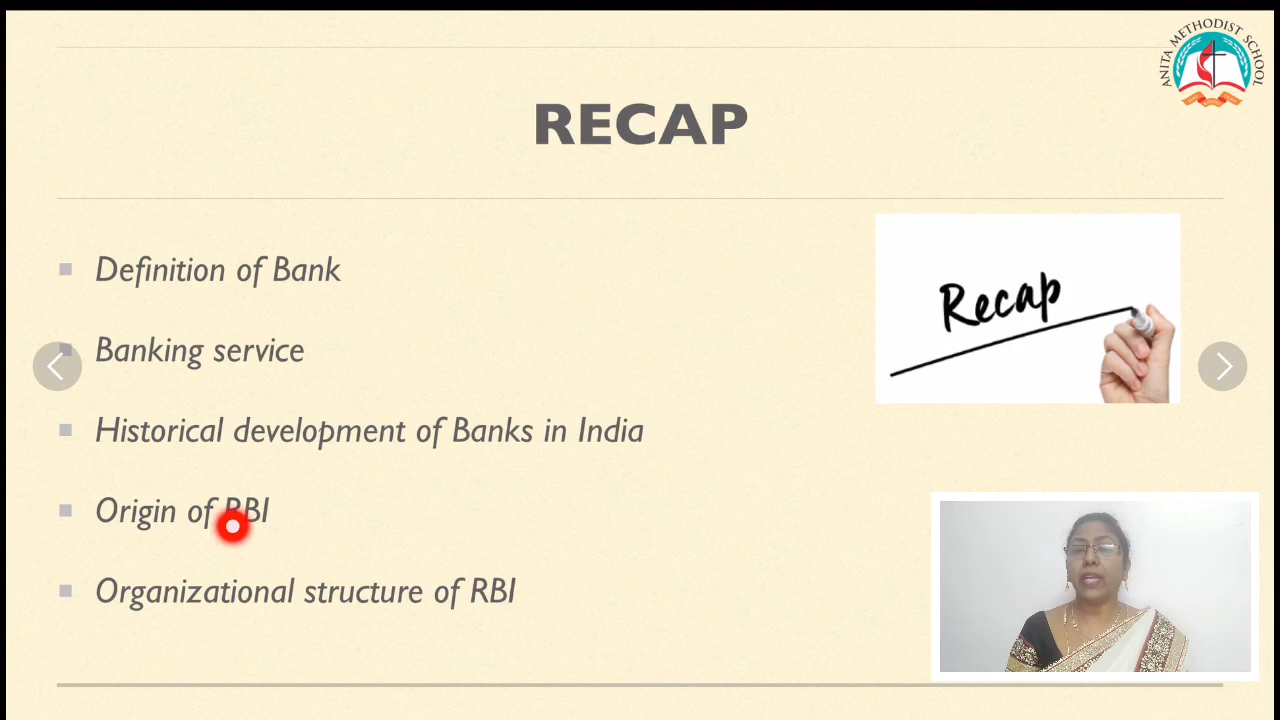 ANITA METHODIST SCHOOL
RECAP
Definition of Bank
Recap
Banking service
Historical development of Banks in India
Origin of RBI
Organizational structure of RBI